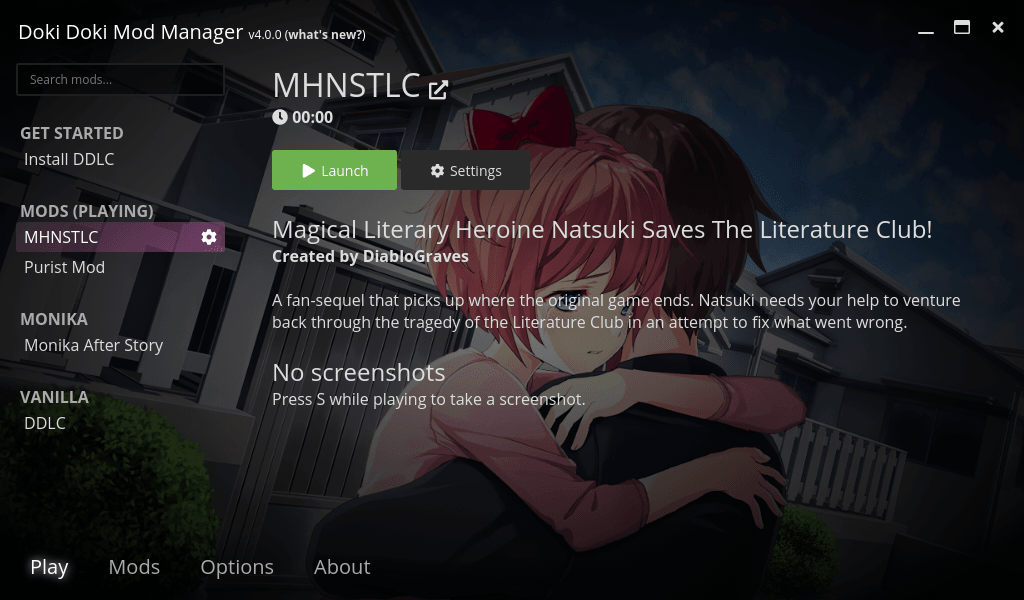 Doki Doki Mod Manager v4.0.0 (what's new?)
Search mods...
GET STARTED
Install DDLC
MODS (PLAYING)
MHNSTLC
Purist Mod
MONIKA
Monika After Story
VANILLA
DDLC
MHNSTLC
00:00
Launch
Settings
Magical Literary Heroine Natsuki Saves The Literature Club!
Created by DiabloGraves
A fan-sequel that picks up where the original game ends. Natsuki needs your help to venture
back through the tragedy of the Literature Club in an attempt to fix what went wrong.
No screenshots
Press S while playing to take a screenshot.
Play Mods Options About